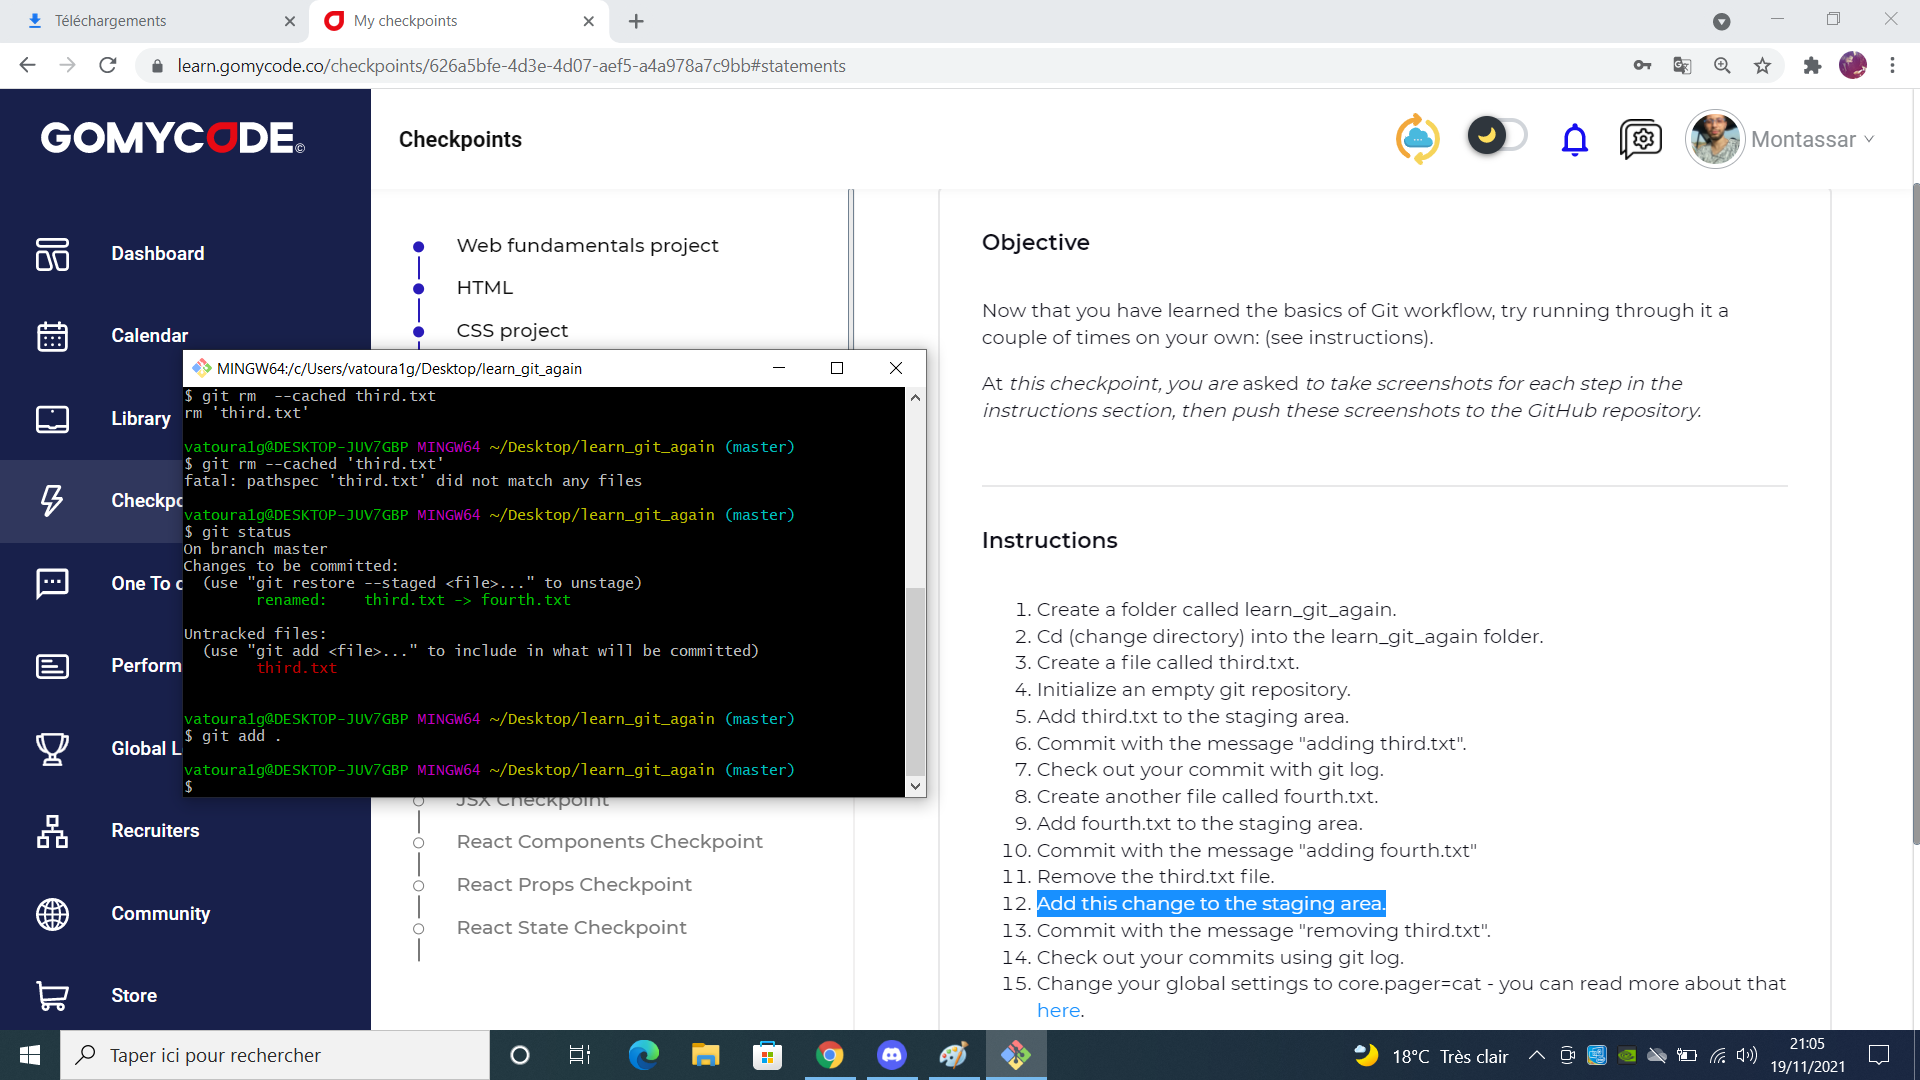 Téléchargements
My checkpoints
learn.gomycode.co/checkpoints/626a5bfe-4d3e-4d07-aef5-a4a978a7c9bb#statements
GOMYCODE©
Checkpoints
Montassar
Dashboard
Calendar
Library
Checkpo
One To o
Perform
Global L
Recruiters
Community
Store
Web fundamentals project
HTML
CSS project
MINGW64:/c/Users/vatoura1g/Desktop/learn_git_again
$ git rm  --cached third.txt
rm 'third.txt'
vatoura1g@DESKTOP-JUV7GBP MINGW64 ~/Desktop/learn_git_again (master)
$ git rm --cached 'third.txt'
fatal: pathspec 'third.txt' did not match any files
vatoura1g@DESKTOP-JUV7GBP MINGW64 ~/Desktop/learn_git_again (master)
$ git status
On branch master
Changes to be committed:
(use "git restore --staged <file>..." to unstage)
renamed:    third.txt -> fourth.txt
Untracked files:
(use "git add <file>..." to include in what will be committed)
third.txt
vatoura1g@DESKTOP-JUV7GBP MINGW64 ~/Desktop/learn_git_again (master)
$ git add .
vatoura1g@DESKTOP-JUV7GBP MINGW64 ~/Desktop/learn_git_again (master)
$
JSX Checkpoint
React Components Checkpoint
React Props Checkpoint
React State Checkpoint
Objective
Now that you have learned the basics of Git workflow, try running through it a
couple of times on your own: (see instructions).
At this checkpoint, you are asked to take screenshots for each step in the
instructions section, then push these screenshots to the GitHub repository.
Instructions
1. Create a folder called learn_git_again.
2. Cd (change directory) into the learn_git_again folder.
3. Create a file called third.txt.
4. Initialize an empty git repository.
5. Add third.txt to the staging area.
6. Commit with the message "adding third.txt".
7. Check out your commit with git log.
8. Create another file called fourth.txt.
9. Add fourth.txt to the staging area.
10. Commit with the message "adding fourth.txt"
11. Remove the third.txt file.
12. Add this change to the staging area.
13. Commit with the message "removing third.txt".
14. Check out your commits using git log.
15. Change your global settings to core.pager=cat - you can read more about that
here.
Taper ici pour rechercher
18°C Très clair
21:05
19/11/2021